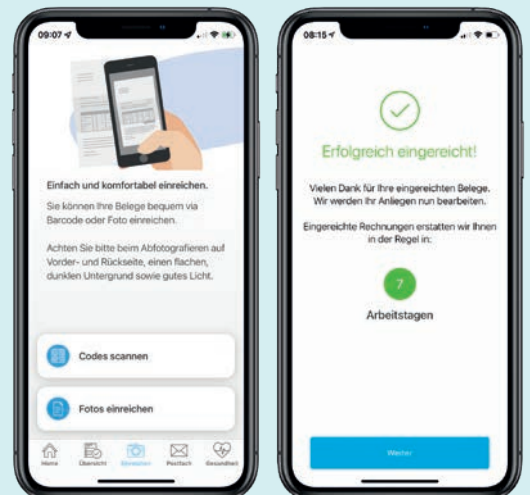 09:07
Einfach und komfortabel einreichen.
Sie können Ihre Belege bequem via
Barcode oder Foto einreichen.
Achten Sie bitte beim Abfotografieren auf
Vorder- und Rückseite, einen flachen,
dunklen Untergrund sowie gutes Licht.
Codes scannen
Fotos einreichen
Home Übersicht Einreichen Postfach Gesundheit
08:15
Erfolgreich eingereicht!
Vielen Dank für Ihre eingereichten Belege.
Wir werden Ihr Anliegen nun bearbeiten.
Eingereichte Rechnungen erstatten wir Ihnen
in der Regel in:
7
Arbeitstagen
Weiter